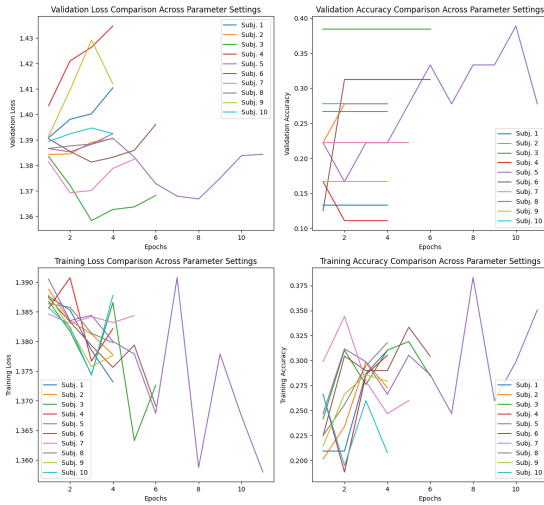 Validation Loss Comparison Across Parameter Settings
Validation Loss
1.43
1.42
1.41
1.40
1.39
1.38
1.37
1.36
2
4
6
8
10
Epochs
Subj. 1
Subj. 2
Subj. 3
Subj. 4
Subj. 5
Subj. 6
Subj. 7
Subj. 8
Subj. 9
Subj. 10
Validation Accuracy Comparison Across Parameter Settings
Validation Accuracy
0.40
0.35
0.30
0.25
0.20
0.15
0.10
2
4
6
8
10
Epochs
Subj. 1
Subj. 2
Subj. 3
Subj. 4
Subj. 5
Subj. 6
Subj. 7
Subj. 8
Subj. 9
Subj. 10
Training Loss Comparison Across Parameter Settings
Training Loss
1.390
1.385
1.380
1.375
1.370
1.365
1.360
2
4
6
8
10
Epochs
Subj. 1
Subj. 2
Subj. 3
Subj. 4
Subj. 5
Subj. 6
Subj. 7
Subj. 8
Subj. 9
Subj. 10
Training Accuracy Comparison Across Parameter Settings
Training Accuracy
0.375
0.350
0.325
0.300
0.275
0.250
0.225
0.200
2
4
6
8
10
Epochs
Subj. 1
Subj. 2
Subj. 3
Subj. 4
Subj. 5
Subj. 6
Subj. 7
Subj. 8
Subj. 9
Subj. 10